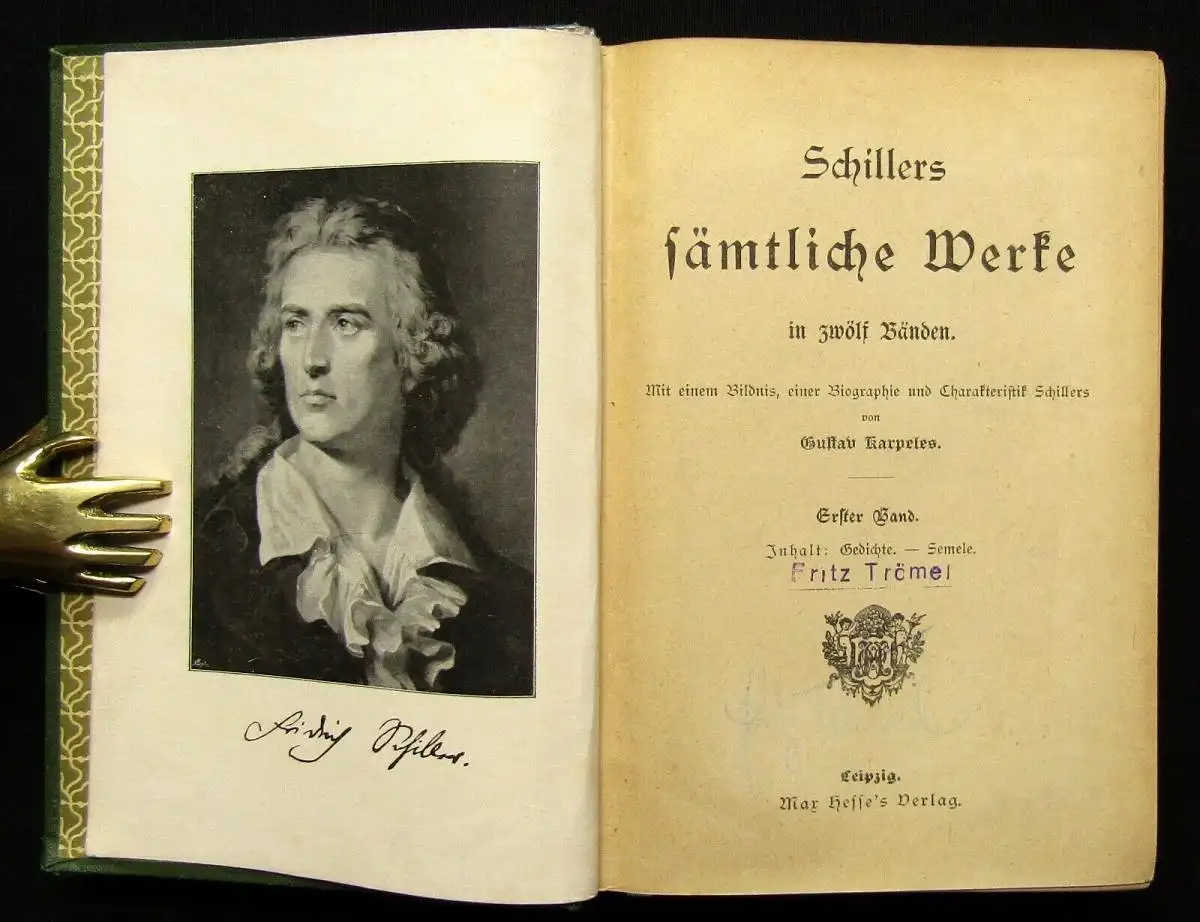 Fridrich Schiller.
Schillers
sämtliche Werke
in zwölf Bänden.
Mit einem Bildnis, einer Biographie und Charakteristik Schillers
von
Gustav Karpeles.
Erster Band.
Inhalt: Gedichte. — Semele.
Fritz Trömel
Leipzig.
Max Hesse's Verlag.